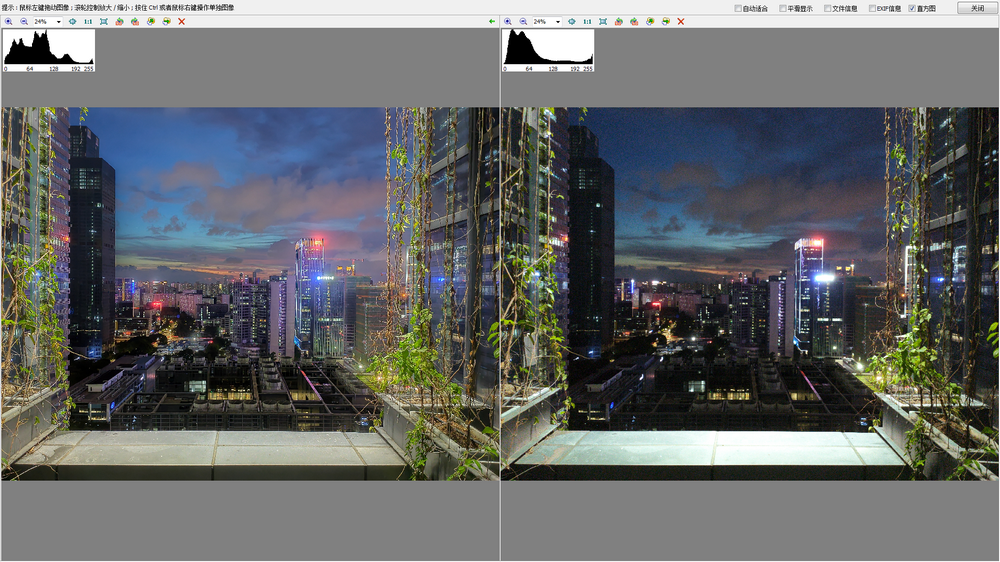 提示：鼠标左键拖动图像；滚轮控制放大 / 缩小；按住 Ctrl 或者鼠标右键操作单独图像
自动适合 平滑显示 文件信息 EXIF信息 直方图 关闭
24% 1:1 24% 1:1
0 64 128 192 255 0 64 128 192 255